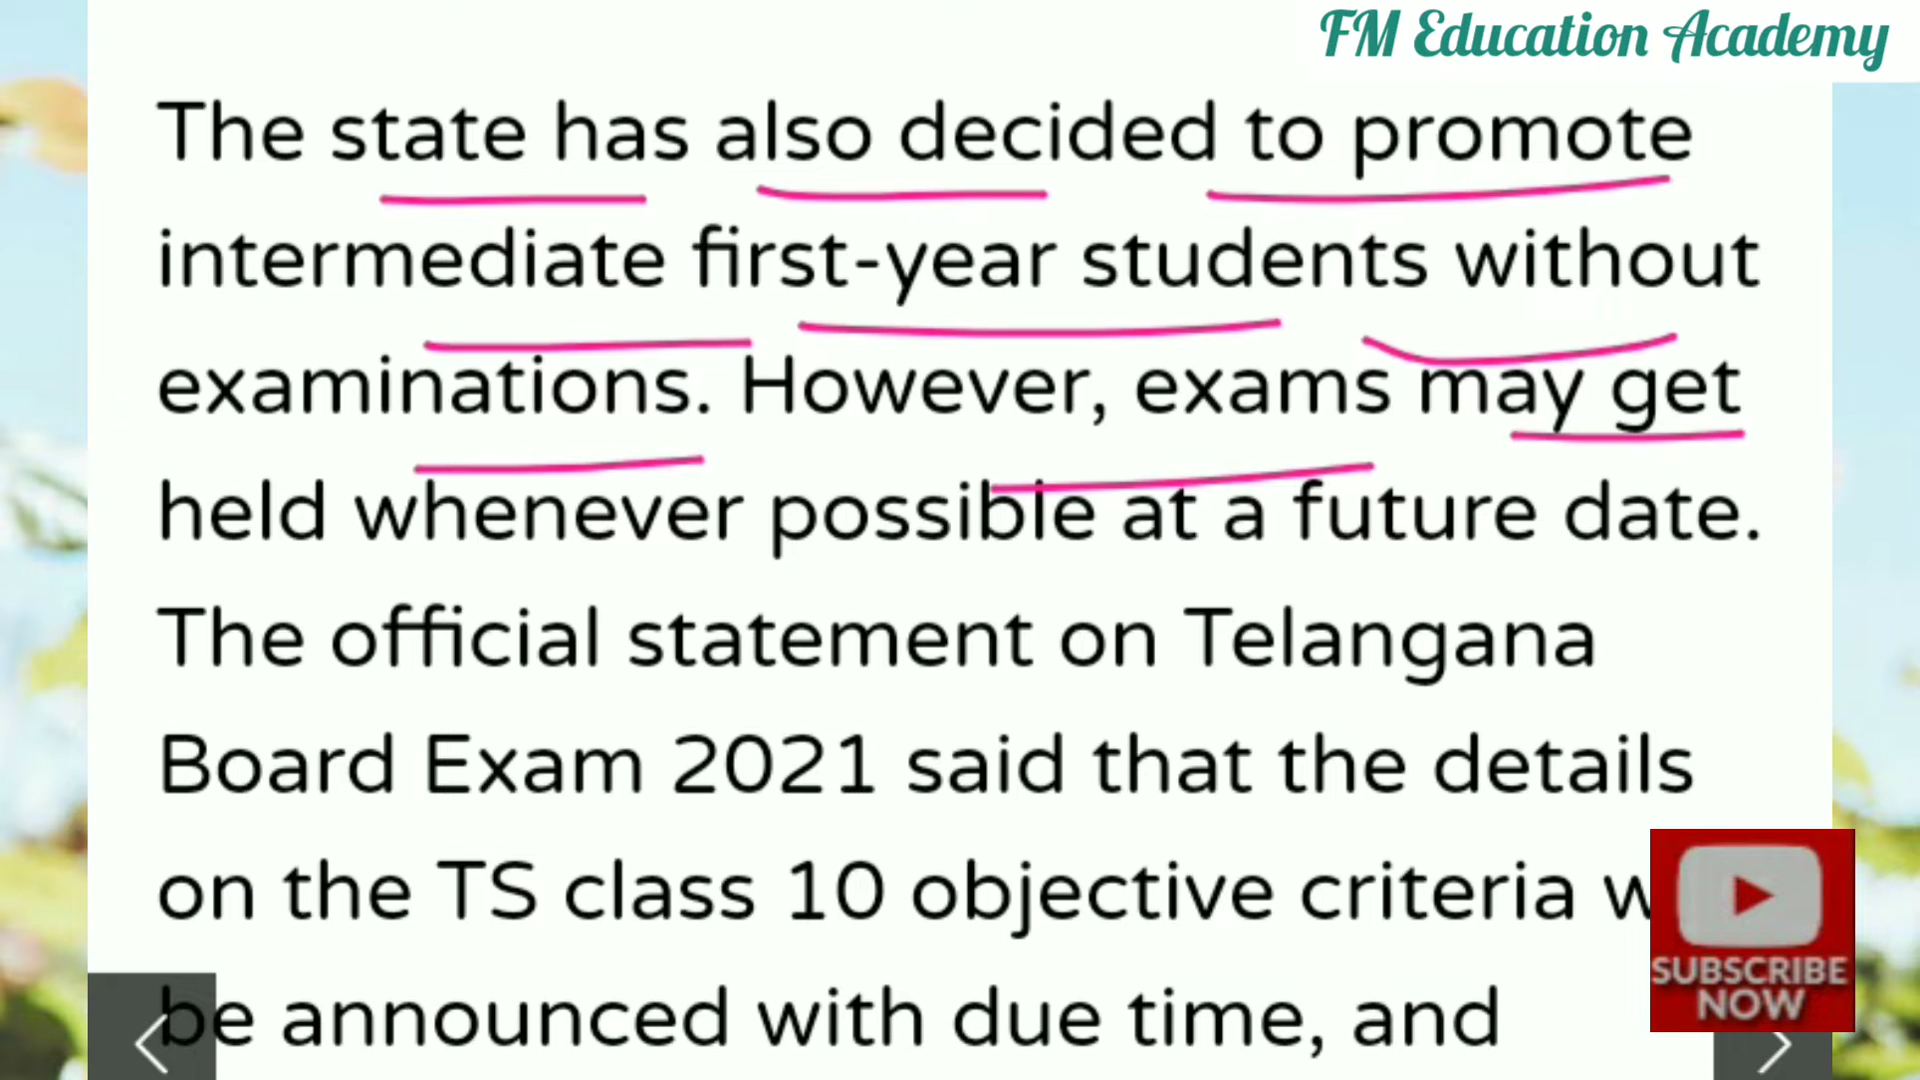 FM Education Academy
The state has also decided to promote
intermediate first-year students without
examinations. However, exams may get
held whenever possible at a future date.
The official statement on Telangana
Board Exam 2021 said that the details
on the TS class 10 objective criteria
be announced with due time, and
SUBSCRIBE
NOW